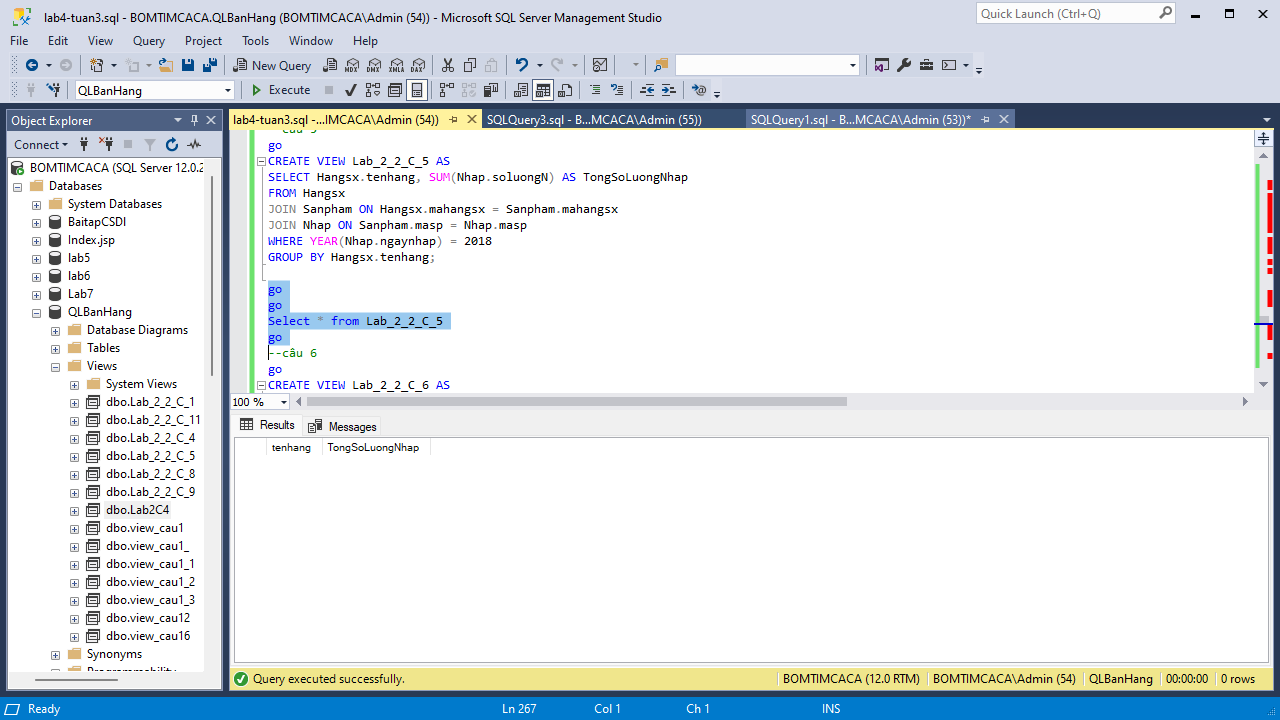 lab4-tuan3.sql - BOMTIMCACA.QLBanHang (BOMTIMCACA\Admin (54)) - Microsoft SQL Server Management Studio
Quick Launch (Ctrl+Q)
File Edit View Query Project Tools Window Help
New Query
MDX DMX XMLA DAX
QLBanHang
Execute
Object Explorer
lab4-tuan3.sql -...IMCACA\Admin (54))
SQLQuery3.sql - B...MCACA\Admin (55))
SQLQuery1.sql - B...MCACA\Admin (53))*
Connect
BOMTIMCACA (SQL Server 12.0.2
Databases
System Databases
BaitapCSDl
Index.jsp
lab5
lab6
Lab7
QLBanHang
Database Diagrams
Tables
Views
System Views
dbo.Lab_2_2_C_1
dbo.Lab_2_2_C_11
dbo.Lab_2_2_C_4
dbo.Lab_2_2_C_5
dbo.Lab_2_2_C_8
dbo.Lab_2_2_C_9
dbo.Lab2C4
dbo.view_cau1
dbo.view_cau1_
dbo.view_cau1_1
dbo.view_cau1_2
dbo.view_cau1_3
dbo.view_cau12
dbo.view_cau16
Synonyms
Programmability
go
CREATE VIEW Lab_2_2_C_5 AS
SELECT Hangsx.tenhang, SUM(Nhap.soluongN) AS TongSoLuongNhap
FROM Hangsx
JOIN Sanpham ON Hangsx.mahangsx = Sanpham.mahangsx
JOIN Nhap ON Sanpham.masp = Nhap.masp
WHERE YEAR(Nhap.ngaynhap) = 2018
GROUP BY Hangsx.tenhang;
go
go
Select * from Lab_2_2_C_5
go
--câu 6
go
CREATE VIEW Lab_2_2_C_6 AS
100 %
Results Messages
tenhang TongSoLuongNhap
Query executed successfully.
BOMTIMCACA (12.0 RTM) BOMTIMCACA\Admin (54) QLBanHang 00:00:00 0 rows
Ready Ln 267 Col 1 Ch 1 INS